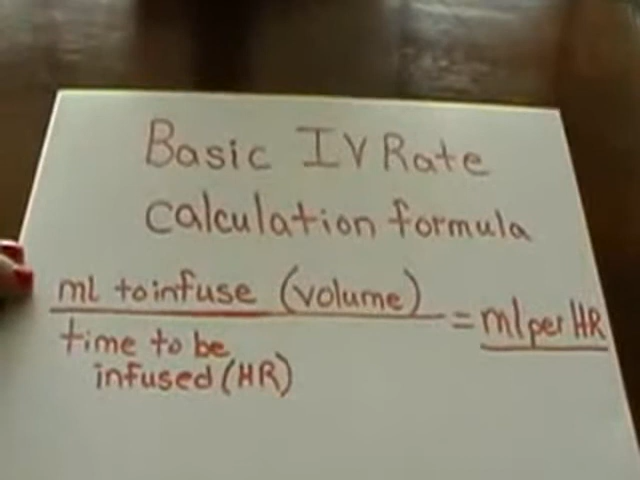 Basic IV Rate
calculation formula
ml to infuse (volume)
time to be
infused (HR)
= ml per HR